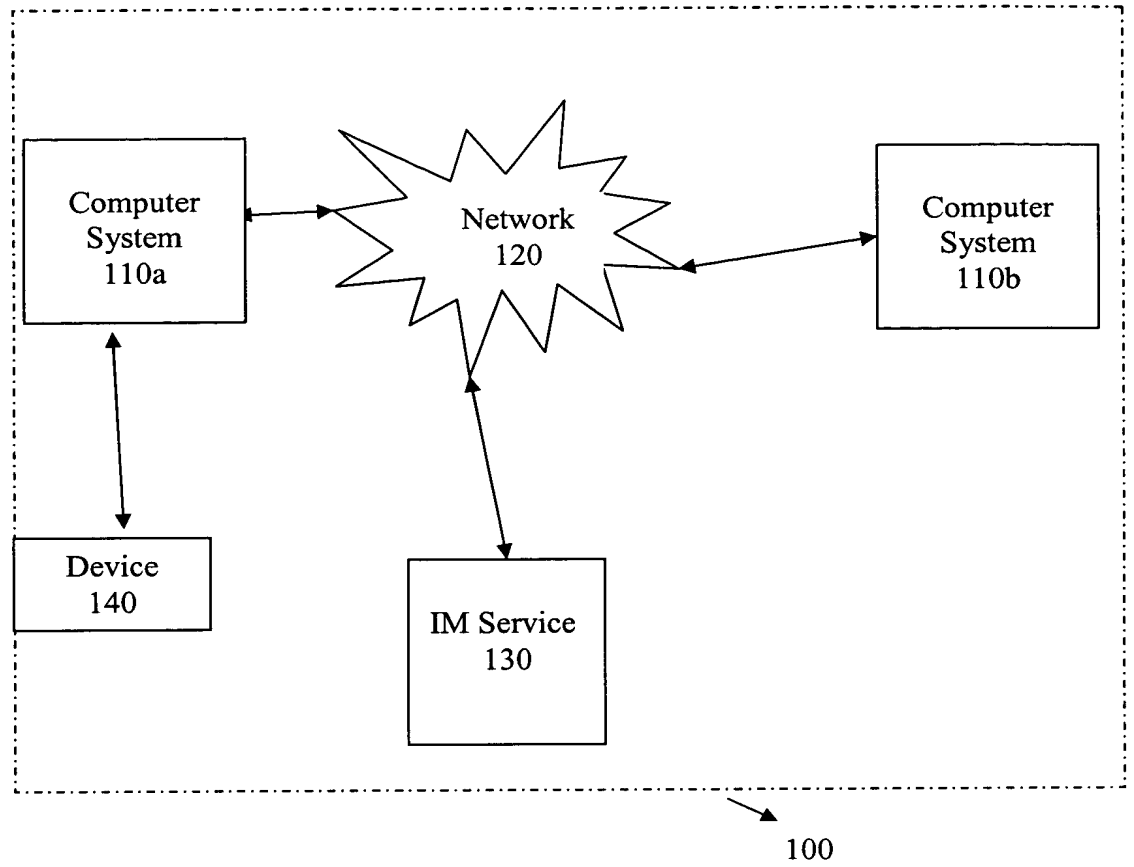 Computer
System
110a
Network
120
Computer
System
110b
Device
140
IM Service
130
100